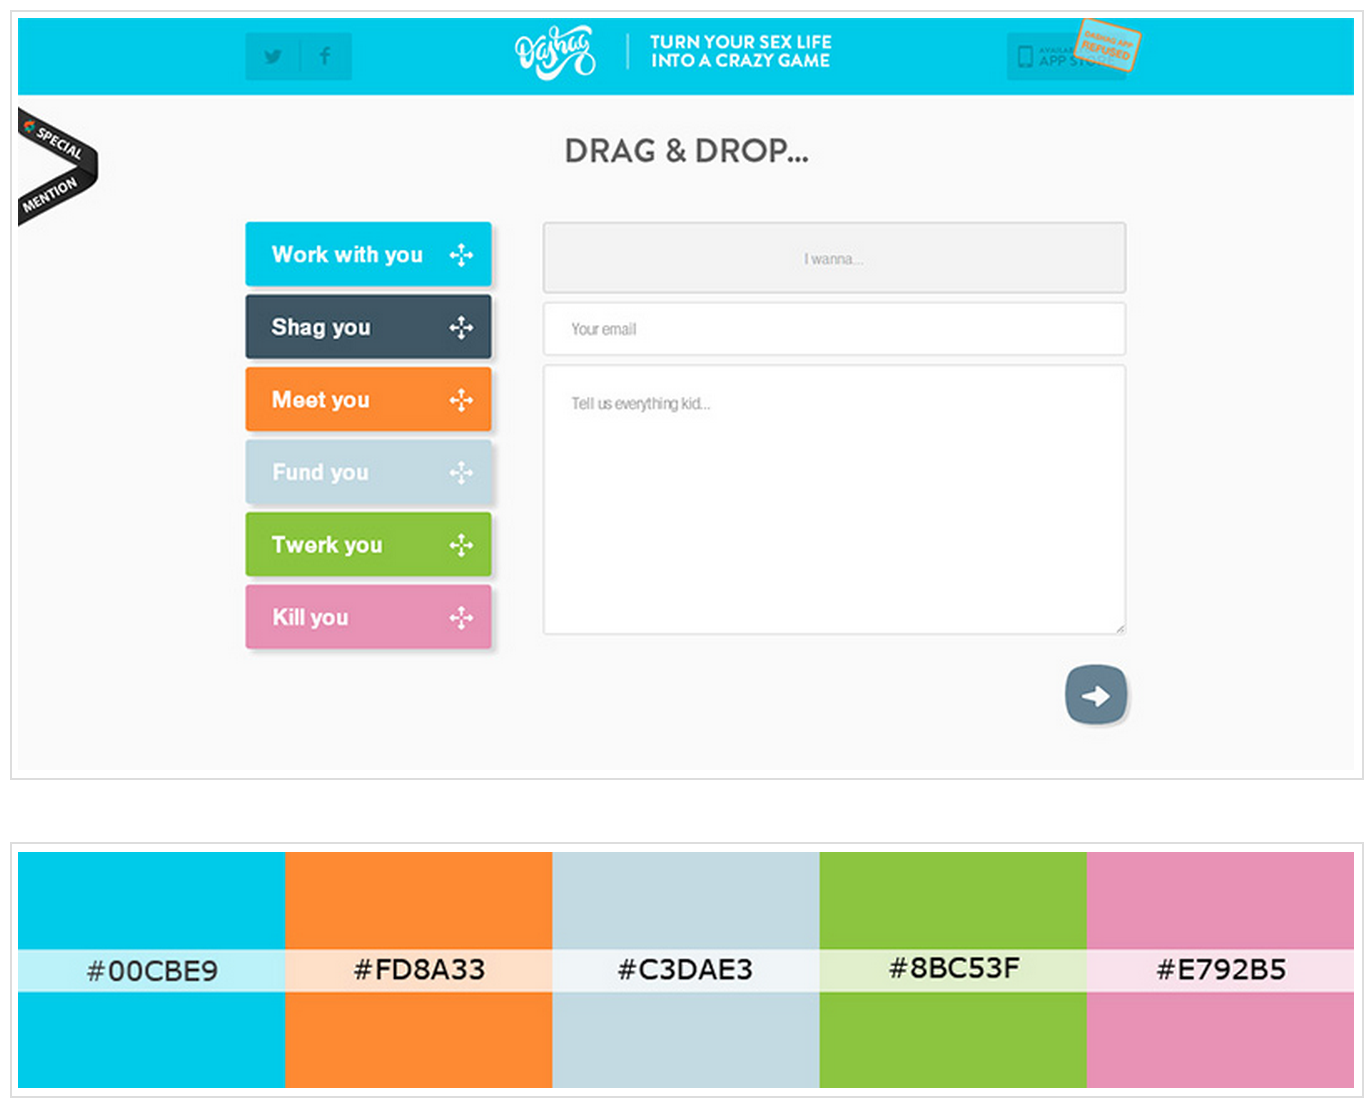 Dashag
TURN YOUR SEX LIFE
INTO A CRAZY GAME
DASHAG APP
REFUSED
APP
SPECIAL
MENTION
DRAG & DROP...
Work with you
I wanna...
Shag you
Your email
Meet you
Tell us everything kid...
Fund you
Twerk you
Kill you
#00CBE9
#FD8A33
#C3DAE3
#8BC53F
#E792B5